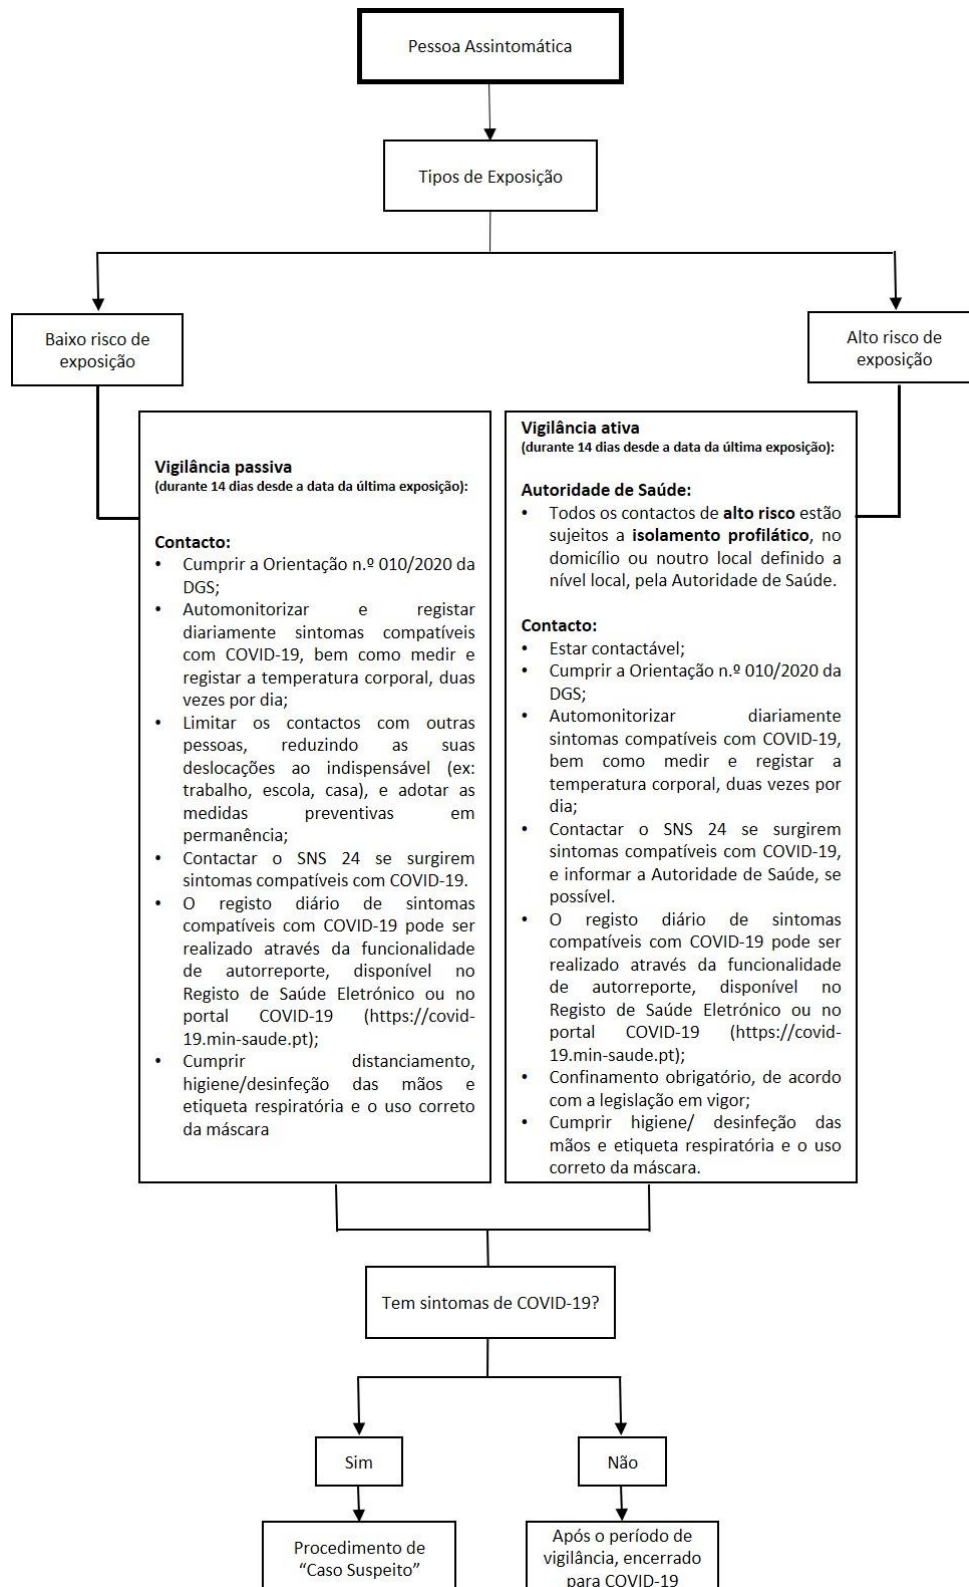 Pessoa Assintomática
Tipos de Exposição
Baixo risco de
exposição
Alto risco de
exposição
Vigilância passiva
(durante 14 dias desde a data da última exposição):
Contacto:
• Cumprir a Orientação n.º 010/2020 da
DGS;
• Automonitorizar e registar
diariamente sintomas compatíveis
com COVID-19, bem como medir e
registar a temperatura corporal, duas
vezes por dia;
• Limitar os contactos com outras
pessoas, reduzindo as suas
deslocações ao indispensável (ex:
trabalho, escola, casa), e adotar as
medidas preventivas em
permanência;
• Contactar o SNS 24 se surgirem
sintomas compatíveis com COVID-19.
• O registo diário de sintomas
compatíveis com COVID-19 pode ser
realizado através da funcionalidade
de autorreporte, disponível no
Registo de Saúde Eletrónico ou no
portal COVID-19 (https://covid-
19.min-saude.pt);
• Cumprir distanciamento,
higiene/desinfeção das mãos e
etiqueta respiratória e o uso correto
da máscara
Vigilância ativa
(durante 14 dias desde a data da última exposição):
Autoridade de Saúde:
• Todos os contactos de alto risco estão
sujeitos a isolamento profilático, no
domicílio ou noutro local definido a
nível local, pela Autoridade de Saúde.
Contacto:
• Estar contactável;
• Cumprir a Orientação n.º 010/2020 da
DGS;
• Automonitorizar diariamente
sintomas compatíveis com COVID-19,
bem como medir e registar a
temperatura corporal, duas vezes por
dia;
• Contactar o SNS 24 se surgirem
sintomas compatíveis com COVID-19,
e informar a Autoridade de Saúde, se
possível.
• O registo diário de sintomas
compatíveis com COVID-19 pode ser
realizado através da funcionalidade
de autorreporte, disponível no
Registo de Saúde Eletrónico ou no
portal COVID-19 (https://covid-
19.min-saude.pt);
• Confinamento obrigatório, de acordo
com a legislação em vigor;
• Cumprir higiene/ desinfeção das
mãos e etiqueta respiratória e o uso
correto da máscara.
Tem sintomas de COVID-19?
Sim
Não
Procedimento de
“Caso Suspeito”
Após o período de
vigilância, encerrado
para COVID-19